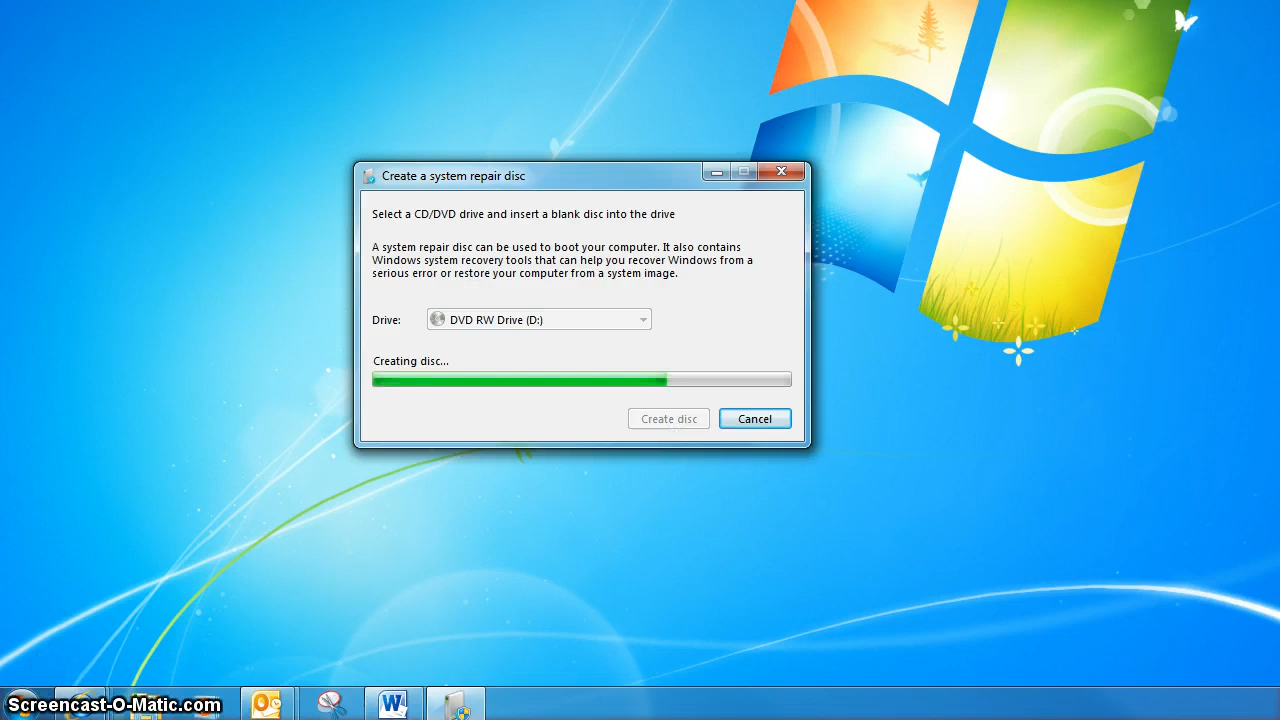 Create a system repair disc
Select a CD/DVD drive and insert a blank disc into the drive
A system repair disc can be used to boot your computer. It also contains
Windows system recovery tools that can help you recover Windows from a
serious error or restore your computer from a system image.
Drive: DVD RW Drive (D:)
Creating disc...
Create disc Cancel
Screencast-O-Matic.com